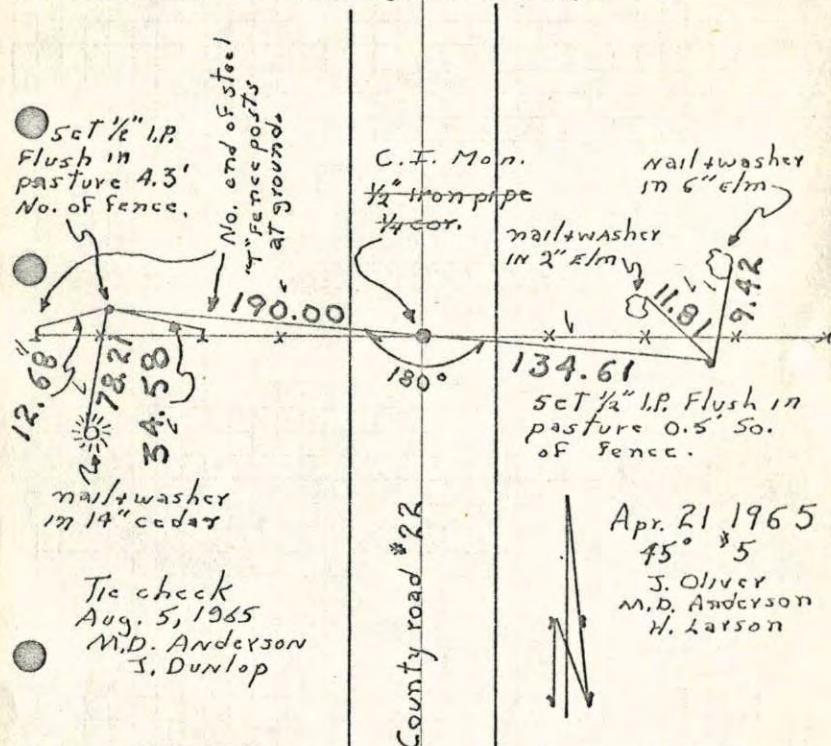 Set 1/2" I.P.
Flush in
pasture 4.3'
No. of fence.
No. end of steel
"T" fence posts
at ground.
C. I. Mon.
1/2" Iron pipe
1/4 cor.
nail + washer
in 6" Elm
nail + washer
in 2" Elm
190.00
11.81
9.42
12.68
78.21
34.58
180°
134.61
Set 1/2" I.P. Flush in
pasture 0.5' So.
of fence.
nail + washer
in 14" cedar
County road #22
Tie check
Aug. 5, 1965
M.D. Anderson
J. Dunlop
Apr. 21 1965
45° #5
J. Oliver
M.D. Anderson
H. Larson
N